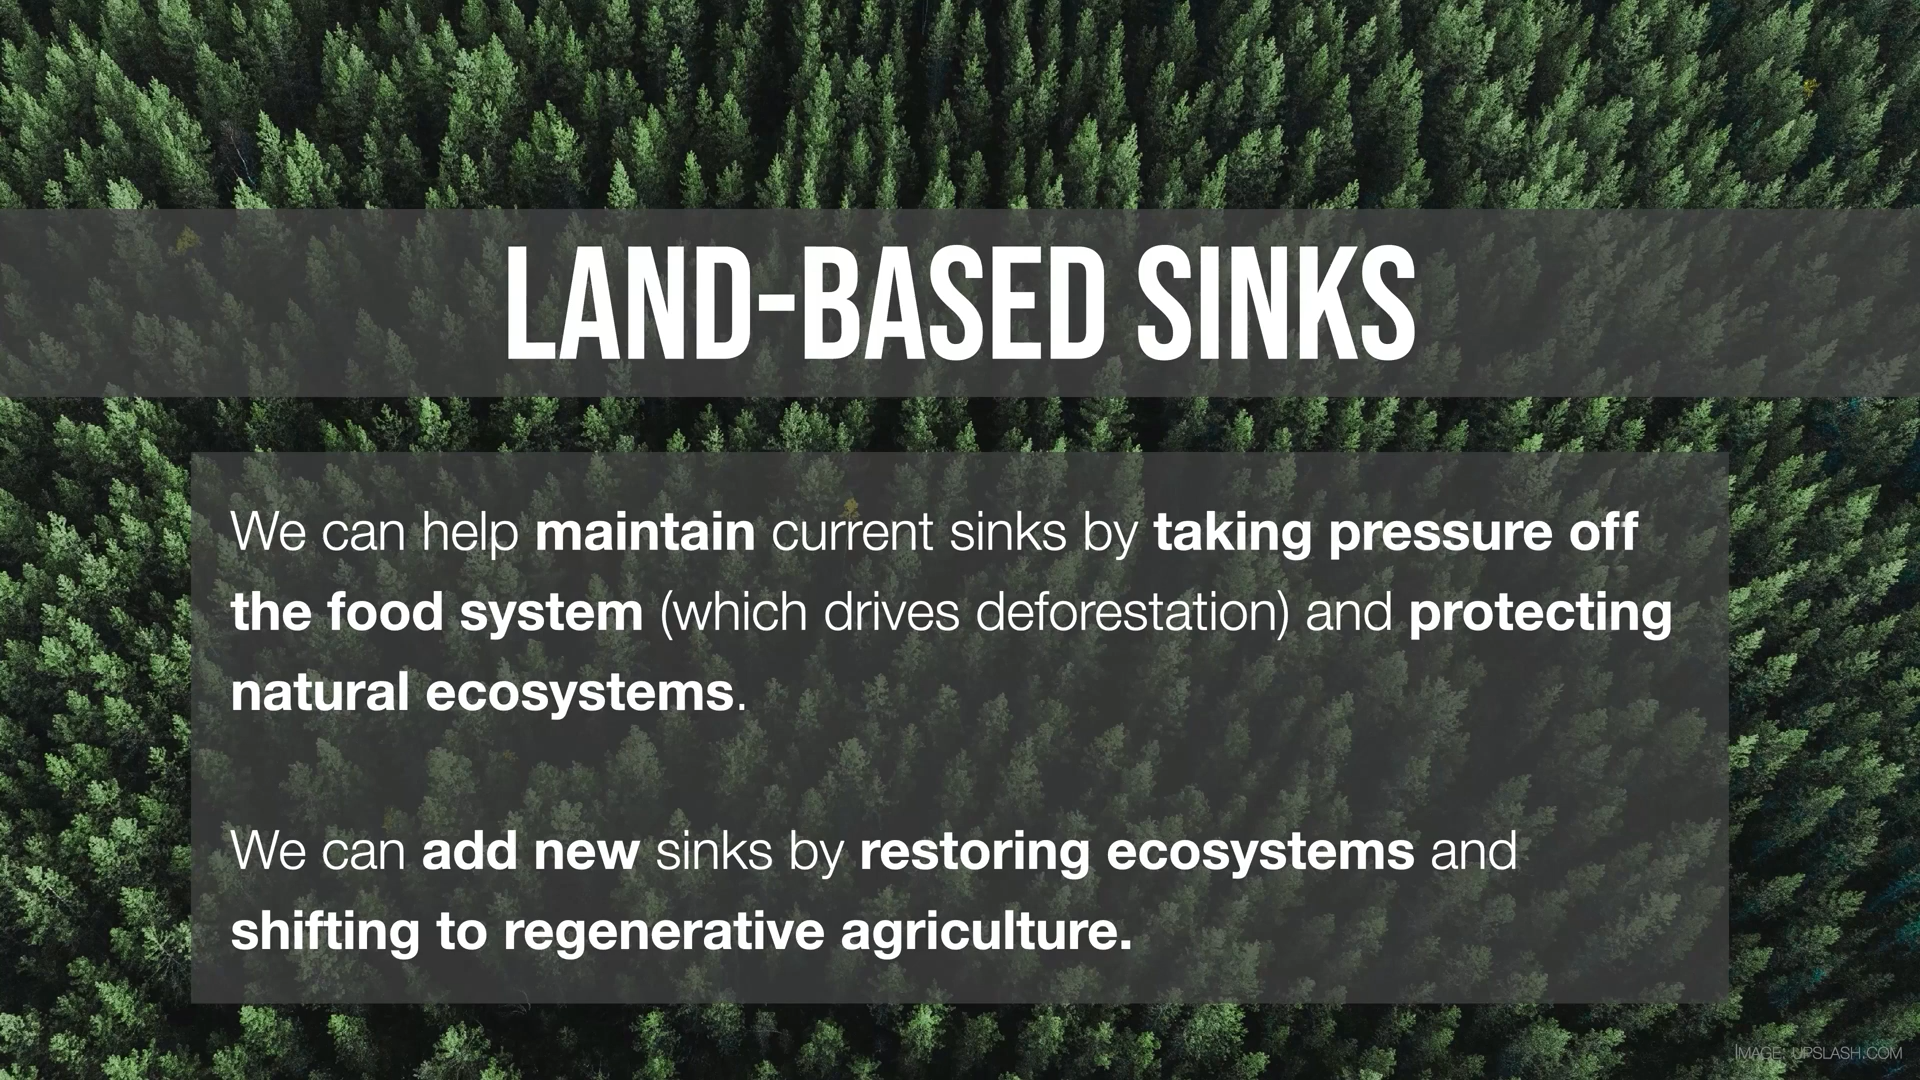 LAND-BASED SINKS
We can help maintain current sinks by taking pressure off
the food system (which drives deforestation) and protecting
natural ecosystems.
We can add new sinks by restoring ecosystems and
shifting to regenerative agriculture.
IMAGE: UPSLASH.COM